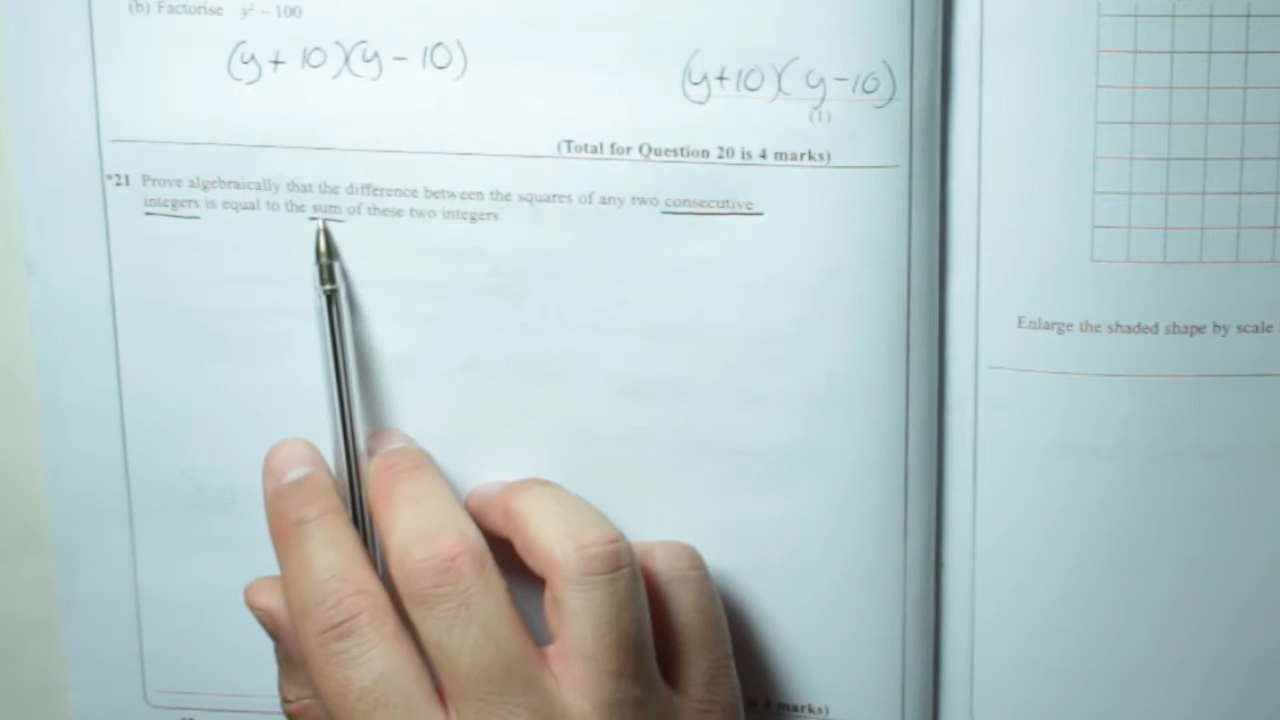 (b) Factorise y² – 100
(y + 10)(y – 10)
(y+10)(y–10)
(1)
(Total for Question 20 is 4 marks)
*21 Prove algebraically that the difference between the squares of any two consecutive
integers is equal to the sum of these two integers.
Enlarge the shaded shape by scale
marks)